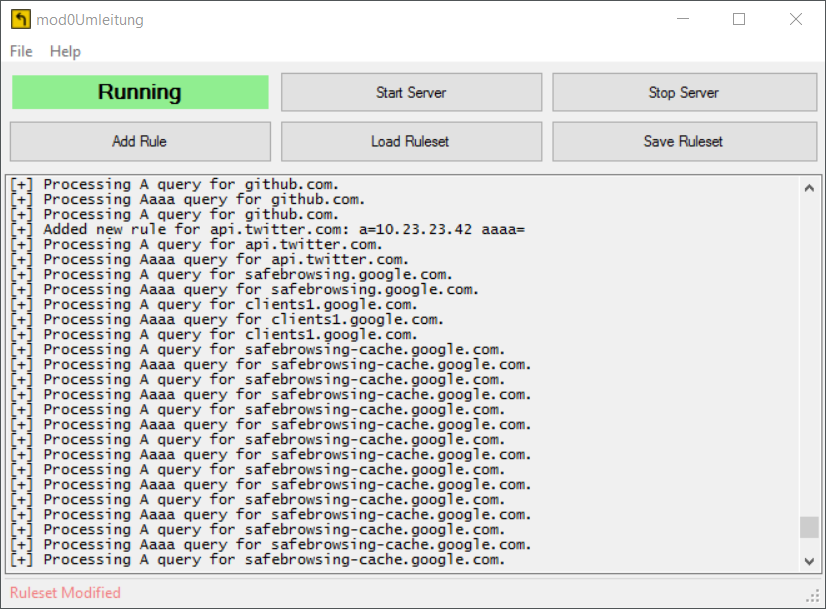 mod0Umleitung
File Help
Running Start Server Stop Server
Add Rule Load Ruleset Save Ruleset
[+] Processing A query for github.com.
[+] Processing Aaaa query for github.com.
[+] Processing A query for github.com.
[+] Added new rule for api.twitter.com: a=10.23.23.42 aaaa=
[+] Processing A query for api.twitter.com.
[+] Processing Aaaa query for api.twitter.com.
[+] Processing A query for safebrowsing.google.com.
[+] Processing Aaaa query for safebrowsing.google.com.
[+] Processing A query for clients1.google.com.
[+] Processing Aaaa query for clients1.google.com.
[+] Processing A query for clients1.google.com.
[+] Processing A query for safebrowsing-cache.google.com.
[+] Processing Aaaa query for safebrowsing-cache.google.com.
[+] Processing A query for safebrowsing-cache.google.com.
[+] Processing Aaaa query for safebrowsing-cache.google.com.
[+] Processing A query for safebrowsing-cache.google.com.
[+] Processing Aaaa query for safebrowsing-cache.google.com.
[+] Processing A query for safebrowsing-cache.google.com.
[+] Processing Aaaa query for safebrowsing-cache.google.com.
[+] Processing A query for safebrowsing-cache.google.com.
[+] Processing Aaaa query for safebrowsing-cache.google.com.
[+] Processing A query for safebrowsing-cache.google.com.
[+] Processing Aaaa query for safebrowsing-cache.google.com.
[+] Processing A query for safebrowsing-cache.google.com.
[+] Processing Aaaa query for safebrowsing-cache.google.com.
[+] Processing A query for safebrowsing-cache.google.com.
Ruleset Modified